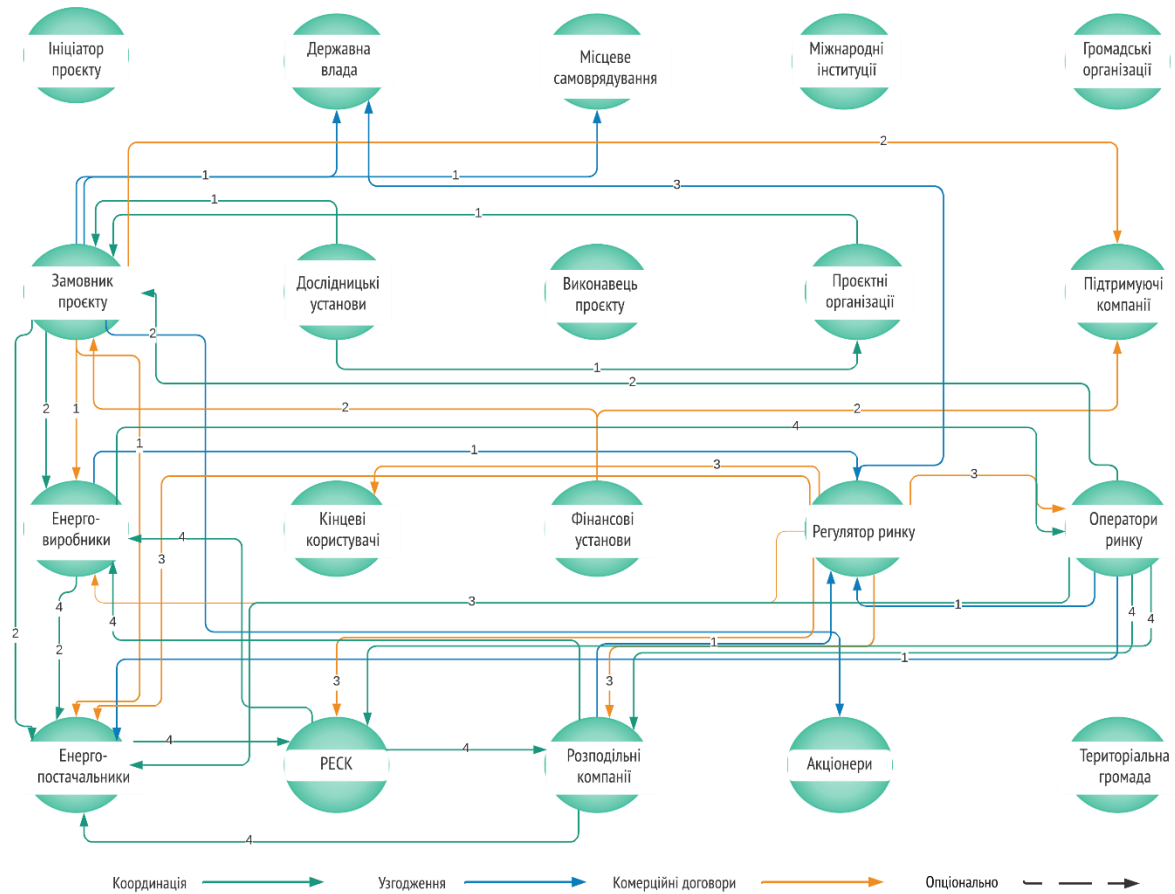 Ініціатор
проєкту
Державна
влада
Місцеве
самоврядування
Міжнародні
інституції
Громадські
організації
2
1
1
3
1
1
Замовник
проєкту
Дослідницькі
установи
Виконавець
проєкту
Проєктні
організації
Підтримуючі
компанії
2
1
2
2
1
2
2
4
1
1
3
3
Енерго-
виробники
Кінцеві
користувачі
Фінансові
установи
Регулятор ринку
Оператори
ринку
4
3
4
3
1
4
4
4
2
2
1
1
3
3
4
4
Енерго-
постачальники
РЕСК
Розподільні
компанії
Акціонери
Територіальна
громада
4
Координація
Узгодження
Комерційні договори
Опціонально